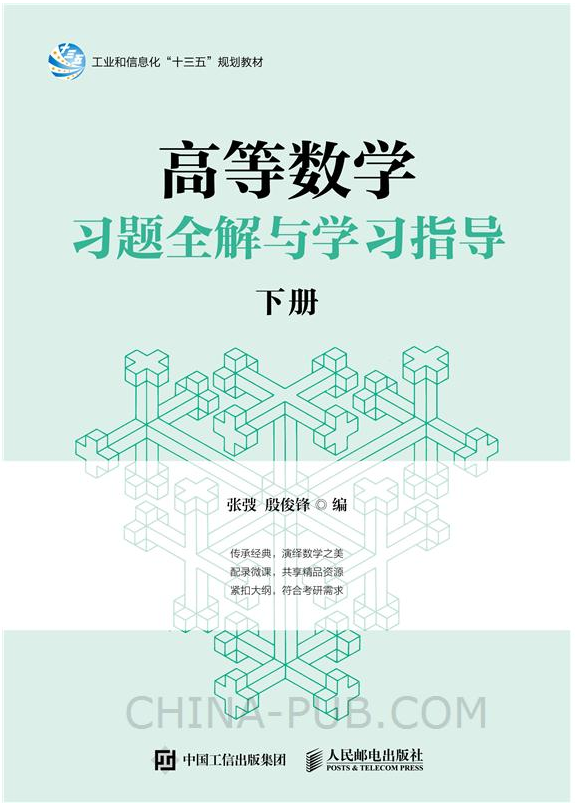 十三五
工业和信息化“十三五”规划教材
高等数学
习题全解与学习指导
下册
张弢 殷俊锋◎编
传承经典，演绎数学之美
配录微课，共享精品资源
紧扣大纲，符合考研需求
CHINA-PUB.COM
中国工信出版集团 人民邮电出版社
POSTS & TELECOM PRESS